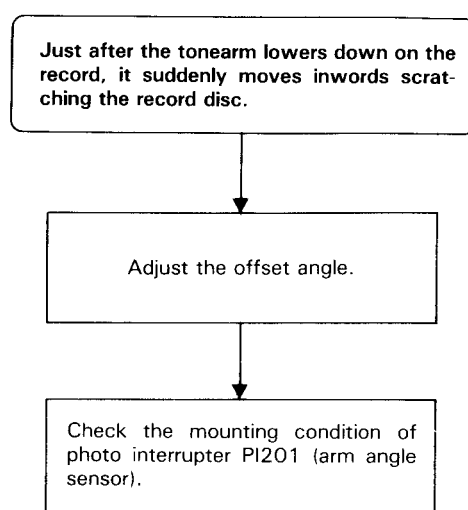 Just after the tonearm lowers down on the
record, it suddenly moves inwords scrat-
ching the record disc.
Adjust the offset angle.
Check the mounting condition of
photo interrupter PI201 (arm angle
sensor).